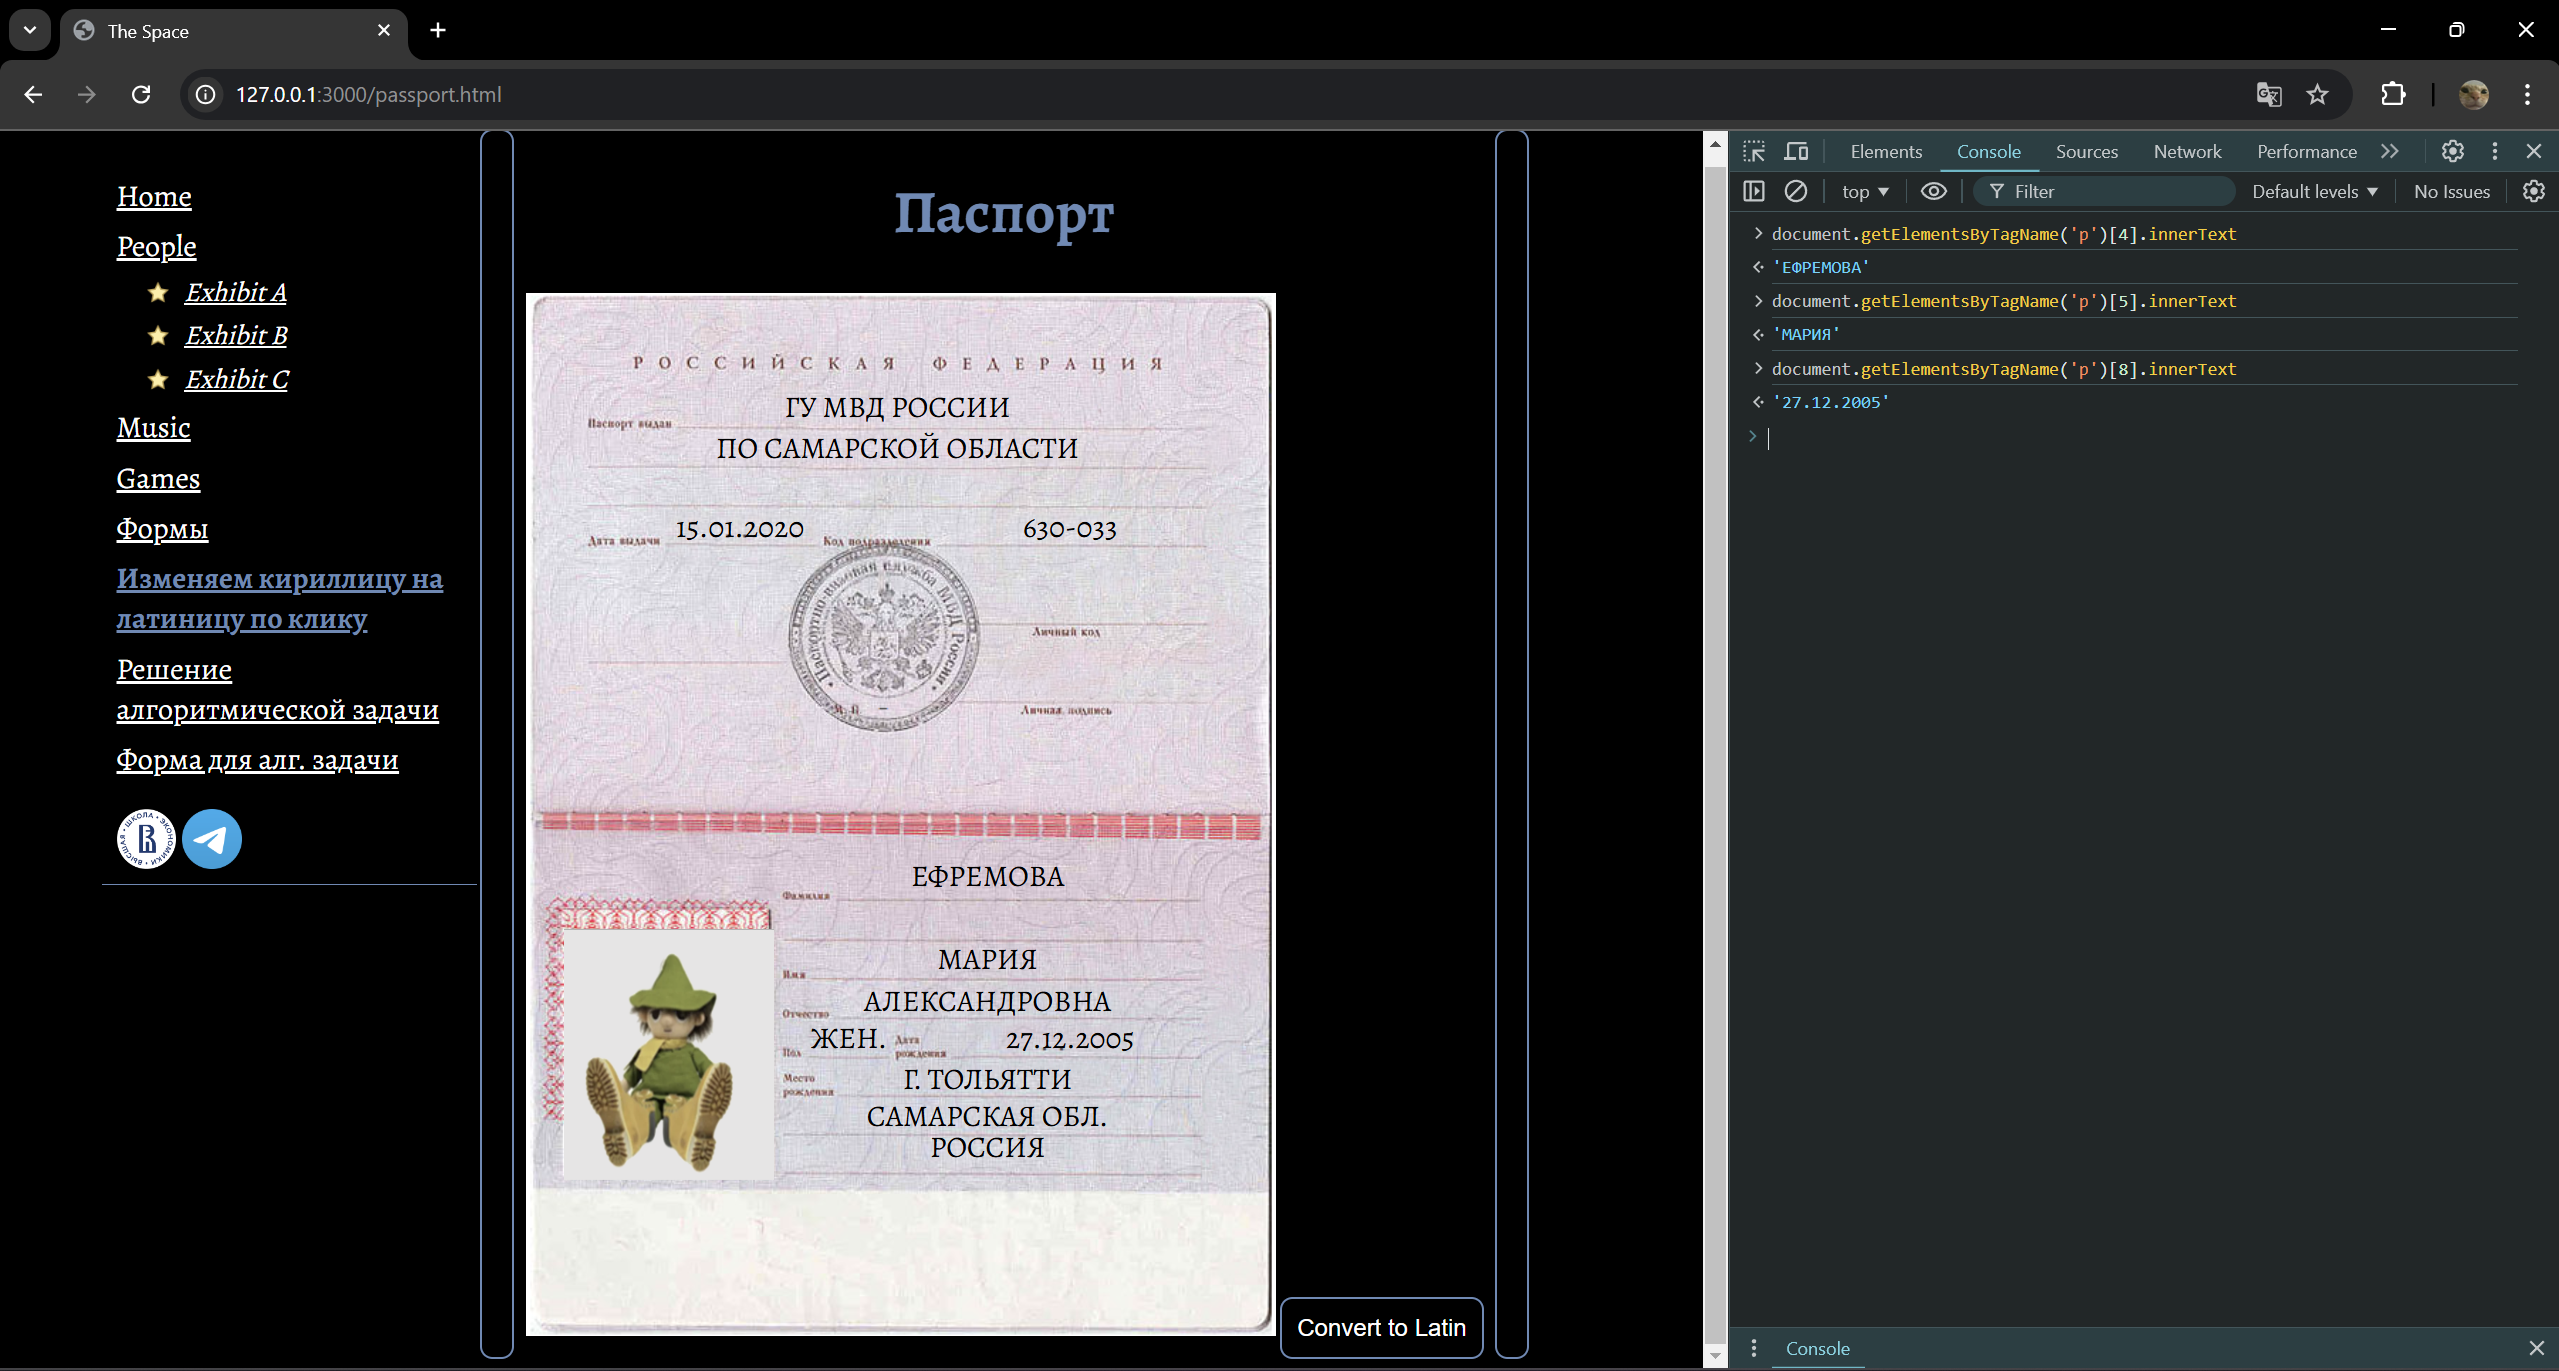 The Space
127.0.0.1:3000/passport.html
Home
People
Exhibit A
Exhibit B
Exhibit C
Music
Games
Формы
Изменяем кириллицу на
латиницу по клику
Решение
алгоритмической задачи
Форма для алг. задачи
ВЫСШАЯ • ШКОЛА • ЭКОНОМИКИ
Паспорт
РОССИЙСКАЯ ФЕДЕРАЦИЯ
ГУ МВД РОССИИ
Паспорт выдан
ПО САМАРСКОЙ ОБЛАСТИ
15.01.2020
630-033
Дата выдачи
Код подразделения
Паспортно-визовая служба МВД России
Личный код
Личная подпись
ЕФРЕМОВА
Фамилия
МАРИЯ
Имя
АЛЕКСАНДРОВНА
Отчество
ЖЕН.
Дата
рождения
27.12.2005
Пол
Г. ТОЛЬЯТТИ
Место
рождения
САМАРСКАЯ ОБЛ.
РОССИЯ
Convert to Latin
Elements Console Sources Network Performance
top Filter Default levels No Issues
document.getElementsByTagName('p')[4].innerText
'ЕФРЕМОВА'
document.getElementsByTagName('p')[5].innerText
'МАРИЯ'
document.getElementsByTagName('p')[8].innerText
'27.12.2005'
Console